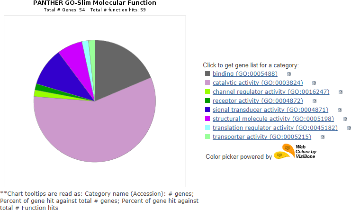 PANTHER GO-Slim Molecular Function
Total # Genes: 54 Total # function hits: 55
Click to get gene list for a category
binding (GO:0005488)
catalytic activity (GO:0003824)
channel regulator activity (GO:0016247)
receptor activity (GO:0004872)
signal transducer activity (GO:0004871)
structural molecule activity (GO:0005198)
translation regulator activity (GO:0045182)
transporter activity (GO:0005215)
Color picker powered by
Web
Colors by
VisiBone
**Chart tooltips are read as: Category name (Accession): # genes;
Percent of gene hit against total # genes; Percent of gene hit against
total # Function hits